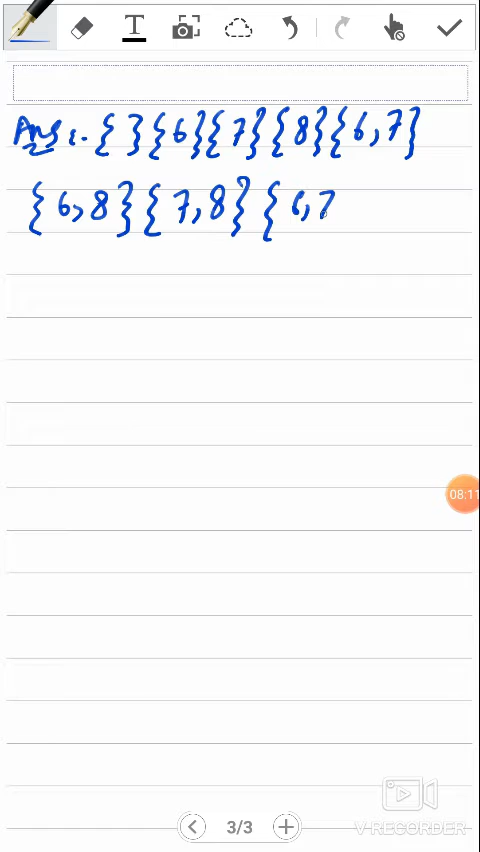 T
Ans :- { } {6} {7} {8} {6,7}
{6,8} {7,8} {6,7
08:11
V-RECORDER
3/3